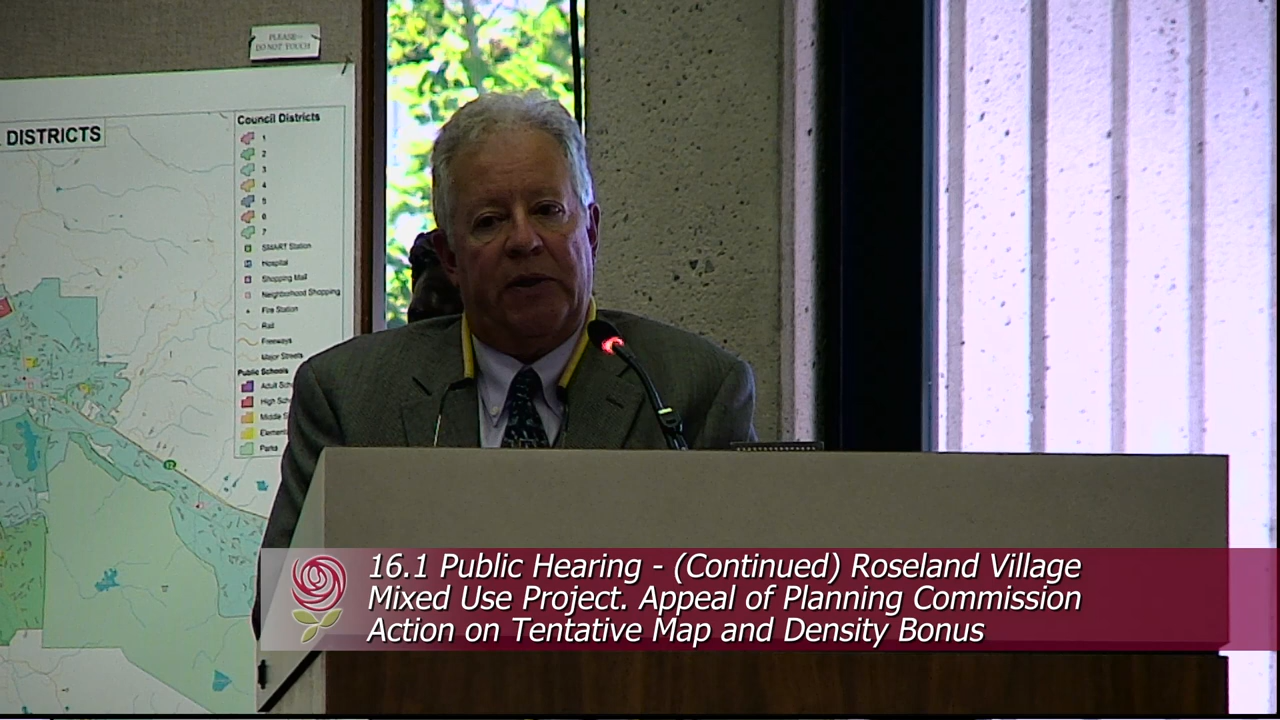 PLEASE--
DO NOT TOUCH
DISTRICTS
Council Districts
1
2
3
4
5
6
7
SMART Station
Hospital
Shopping Mall
Neighborhood Shopping
Fire Station
Rail
Freeways
Major Streets
Public Schools
Adult
High
Middle
Parks
16.1 Public Hearing - (Continued) Roseland Village
Mixed Use Project. Appeal of Planning Commission
Action on Tentative Map and Density Bonus